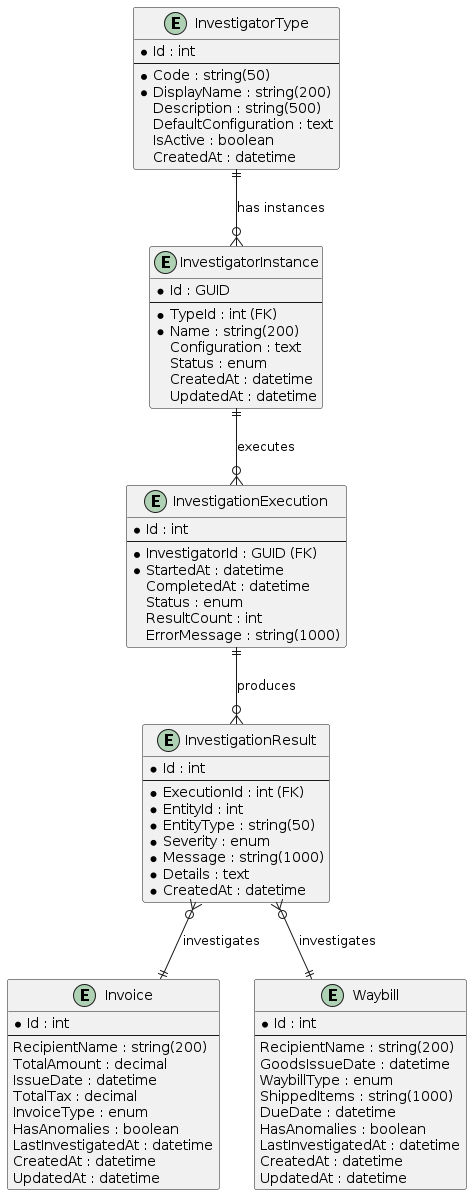 E InvestigatorType
Id : int
Code : string(50)
DisplayName : string(200)
Description : string(500)
DefaultConfiguration : text
IsActive : boolean
CreatedAt : datetime
has instances
E InvestigatorInstance
Id : GUID
TypeId : int (FK)
Name : string(200)
Configuration : text
Status : enum
CreatedAt : datetime
UpdatedAt : datetime
executes
E InvestigationExecution
Id : int
InvestigatorId : GUID (FK)
StartedAt : datetime
CompletedAt : datetime
Status : enum
ResultCount : int
ErrorMessage : string(1000)
produces
E InvestigationResult
Id : int
ExecutionId : int (FK)
EntityId : int
EntityType : string(50)
Severity : enum
Message : string(1000)
Details : text
CreatedAt : datetime
investigates
investigates
E Invoice
Id : int
RecipientName : string(200)
TotalAmount : decimal
IssueDate : datetime
TotalTax : decimal
InvoiceType : enum
HasAnomalies : boolean
LastInvestigatedAt : datetime
CreatedAt : datetime
UpdatedAt : datetime
E Waybill
Id : int
RecipientName : string(200)
GoodsIssueDate : datetime
WaybillType : enum
ShippedItems : string(1000)
DueDate : datetime
HasAnomalies : boolean
LastInvestigatedAt : datetime
CreatedAt : datetime
UpdatedAt : datetime